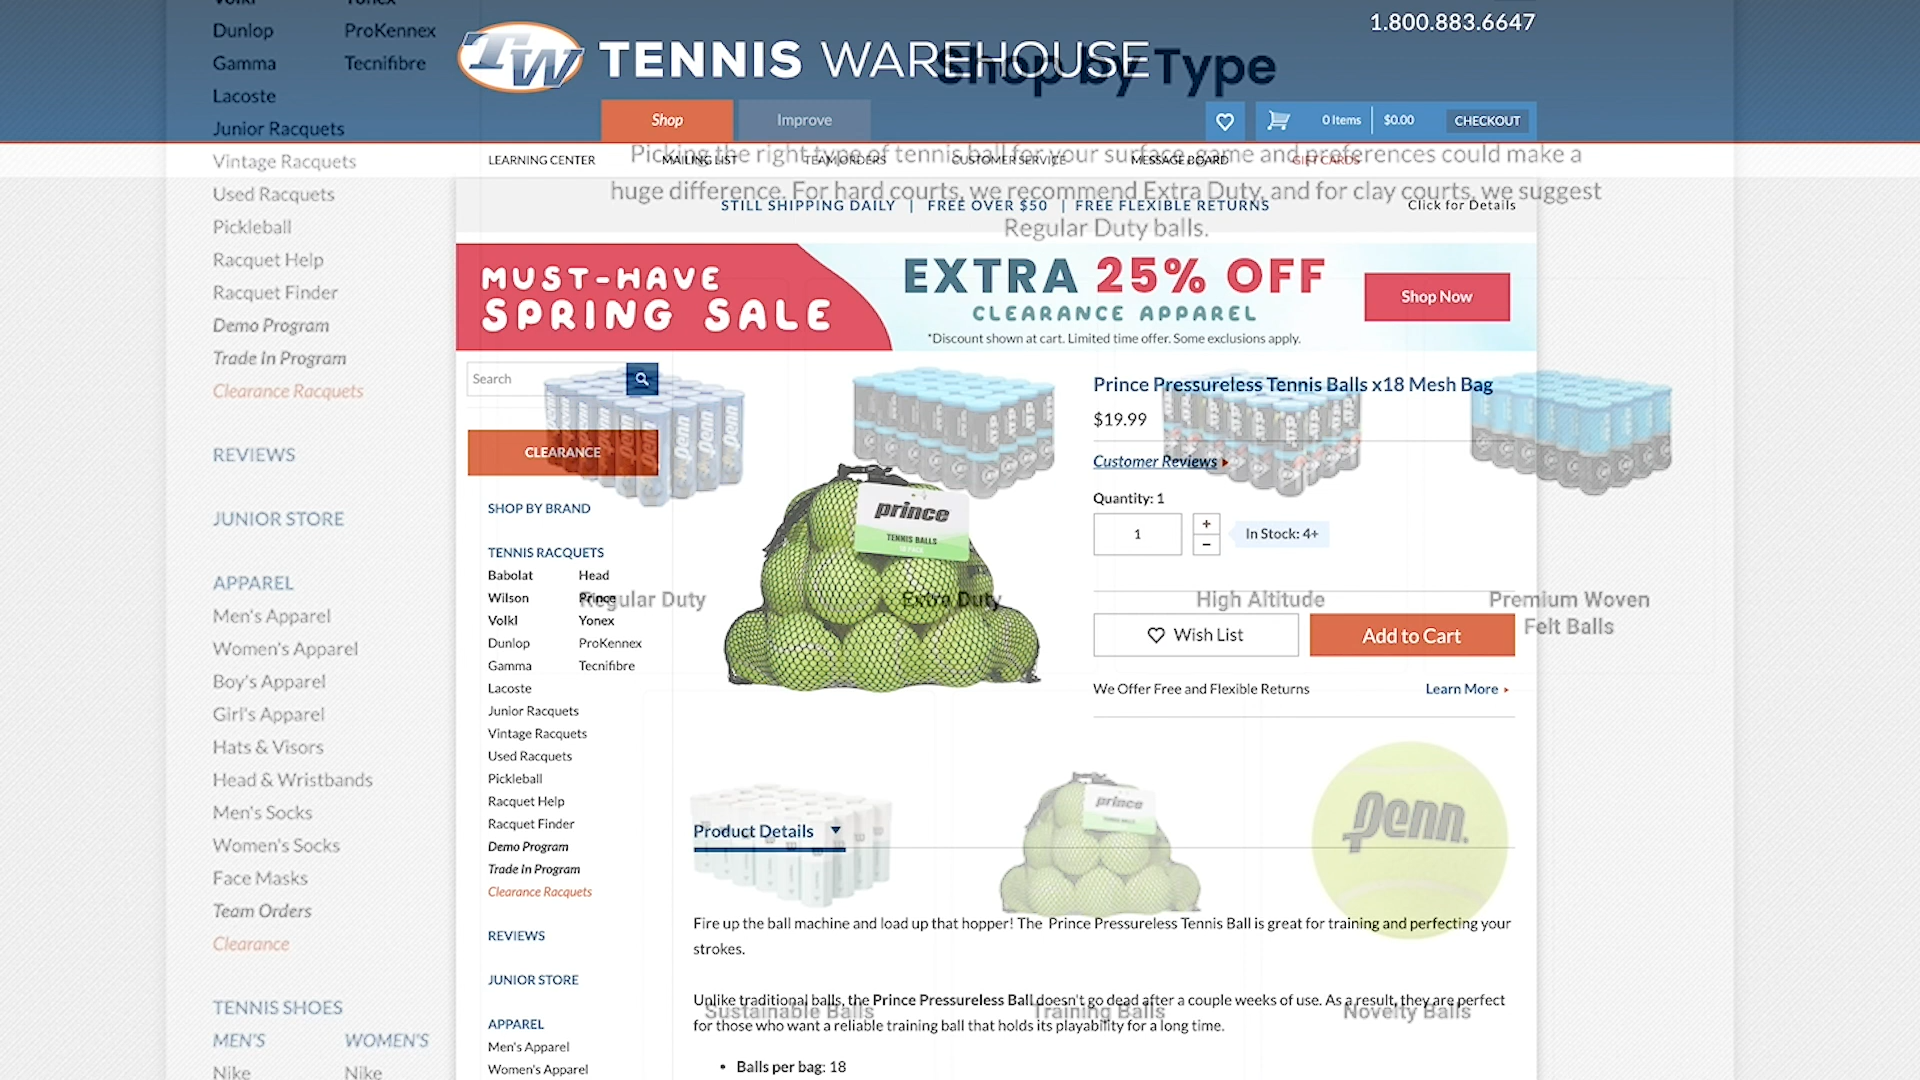 Volkl Yonex
Dunlop ProKennex
Gamma Tecnifibre
Lacoste
Junior Racquets
Vintage Racquets
Used Racquets
Pickleball
Racquet Help
Racquet Finder
Demo Program
Trade In Program
Clearance Racquets
REVIEWS
JUNIOR STORE
APPAREL
Men's Apparel
Women's Apparel
Boy's Apparel
Girl's Apparel
Hats & Visors
Head & Wristbands
Men's Socks
Women's Socks
Face Masks
Team Orders
Clearance
TENNIS SHOES
MEN'S WOMEN'S
Nike Nike
1.800.883.6647
TW TENNIS WAREHOUSE
Shop by Type
Shop Improve
0 Items $0.00 CHECKOUT
LEARNING CENTER MAILING LIST TEAM ORDERS CUSTOMER SERVICE MESSAGE BOARD GIFT CARDS
Picking the right type of tennis ball for your surface, game and preferences could make a
huge difference. For hard courts, we recommend Extra Duty, and for clay courts, we suggest
Regular Duty balls.
STILL SHIPPING DAILY | FREE OVER $50 | FREE FLEXIBLE RETURNS
Click for Details
MUST-HAVE
SPRING SALE
EXTRA 25% OFF
CLEARANCE APPAREL
*Discount shown at cart. Limited time offer. Some exclusions apply.
Shop Now
Search
CLEARANCE
SHOP BY BRAND
TENNIS RACQUETS
Babolat Head
Wilson Prince
Volkl Yonex
Dunlop ProKennex
Gamma Tecnifibre
Lacoste
Junior Racquets
Vintage Racquets
Used Racquets
Pickleball
Racquet Help
Racquet Finder
Demo Program
Trade In Program
Clearance Racquets
REVIEWS
JUNIOR STORE
APPAREL
Men's Apparel
Women's Apparel
Penn Penn Penn
prince
TENNIS BALLS
18 PACK
Prince Pressureless Tennis Balls x18 Mesh Bag
$19.99
Customer Reviews
Quantity: 1
1
+
−
In Stock: 4+
Wish List
Add to Cart
We Offer Free and Flexible Returns
Learn More
Regular Duty
Extra Duty
High Altitude
Premium Woven
Felt Balls
prince
Penn
Product Details
Fire up the ball machine and load up that hopper! The Prince Pressureless Tennis Ball is great for training and perfecting your
strokes.
Unlike traditional balls, the Prince Pressureless Ball doesn't go dead after a couple weeks of use. As a result, they are perfect
for those who want a reliable training ball that holds its playability for a long time.
• Balls per bag: 18
Sustainable Balls
Training Balls
Novelty Balls